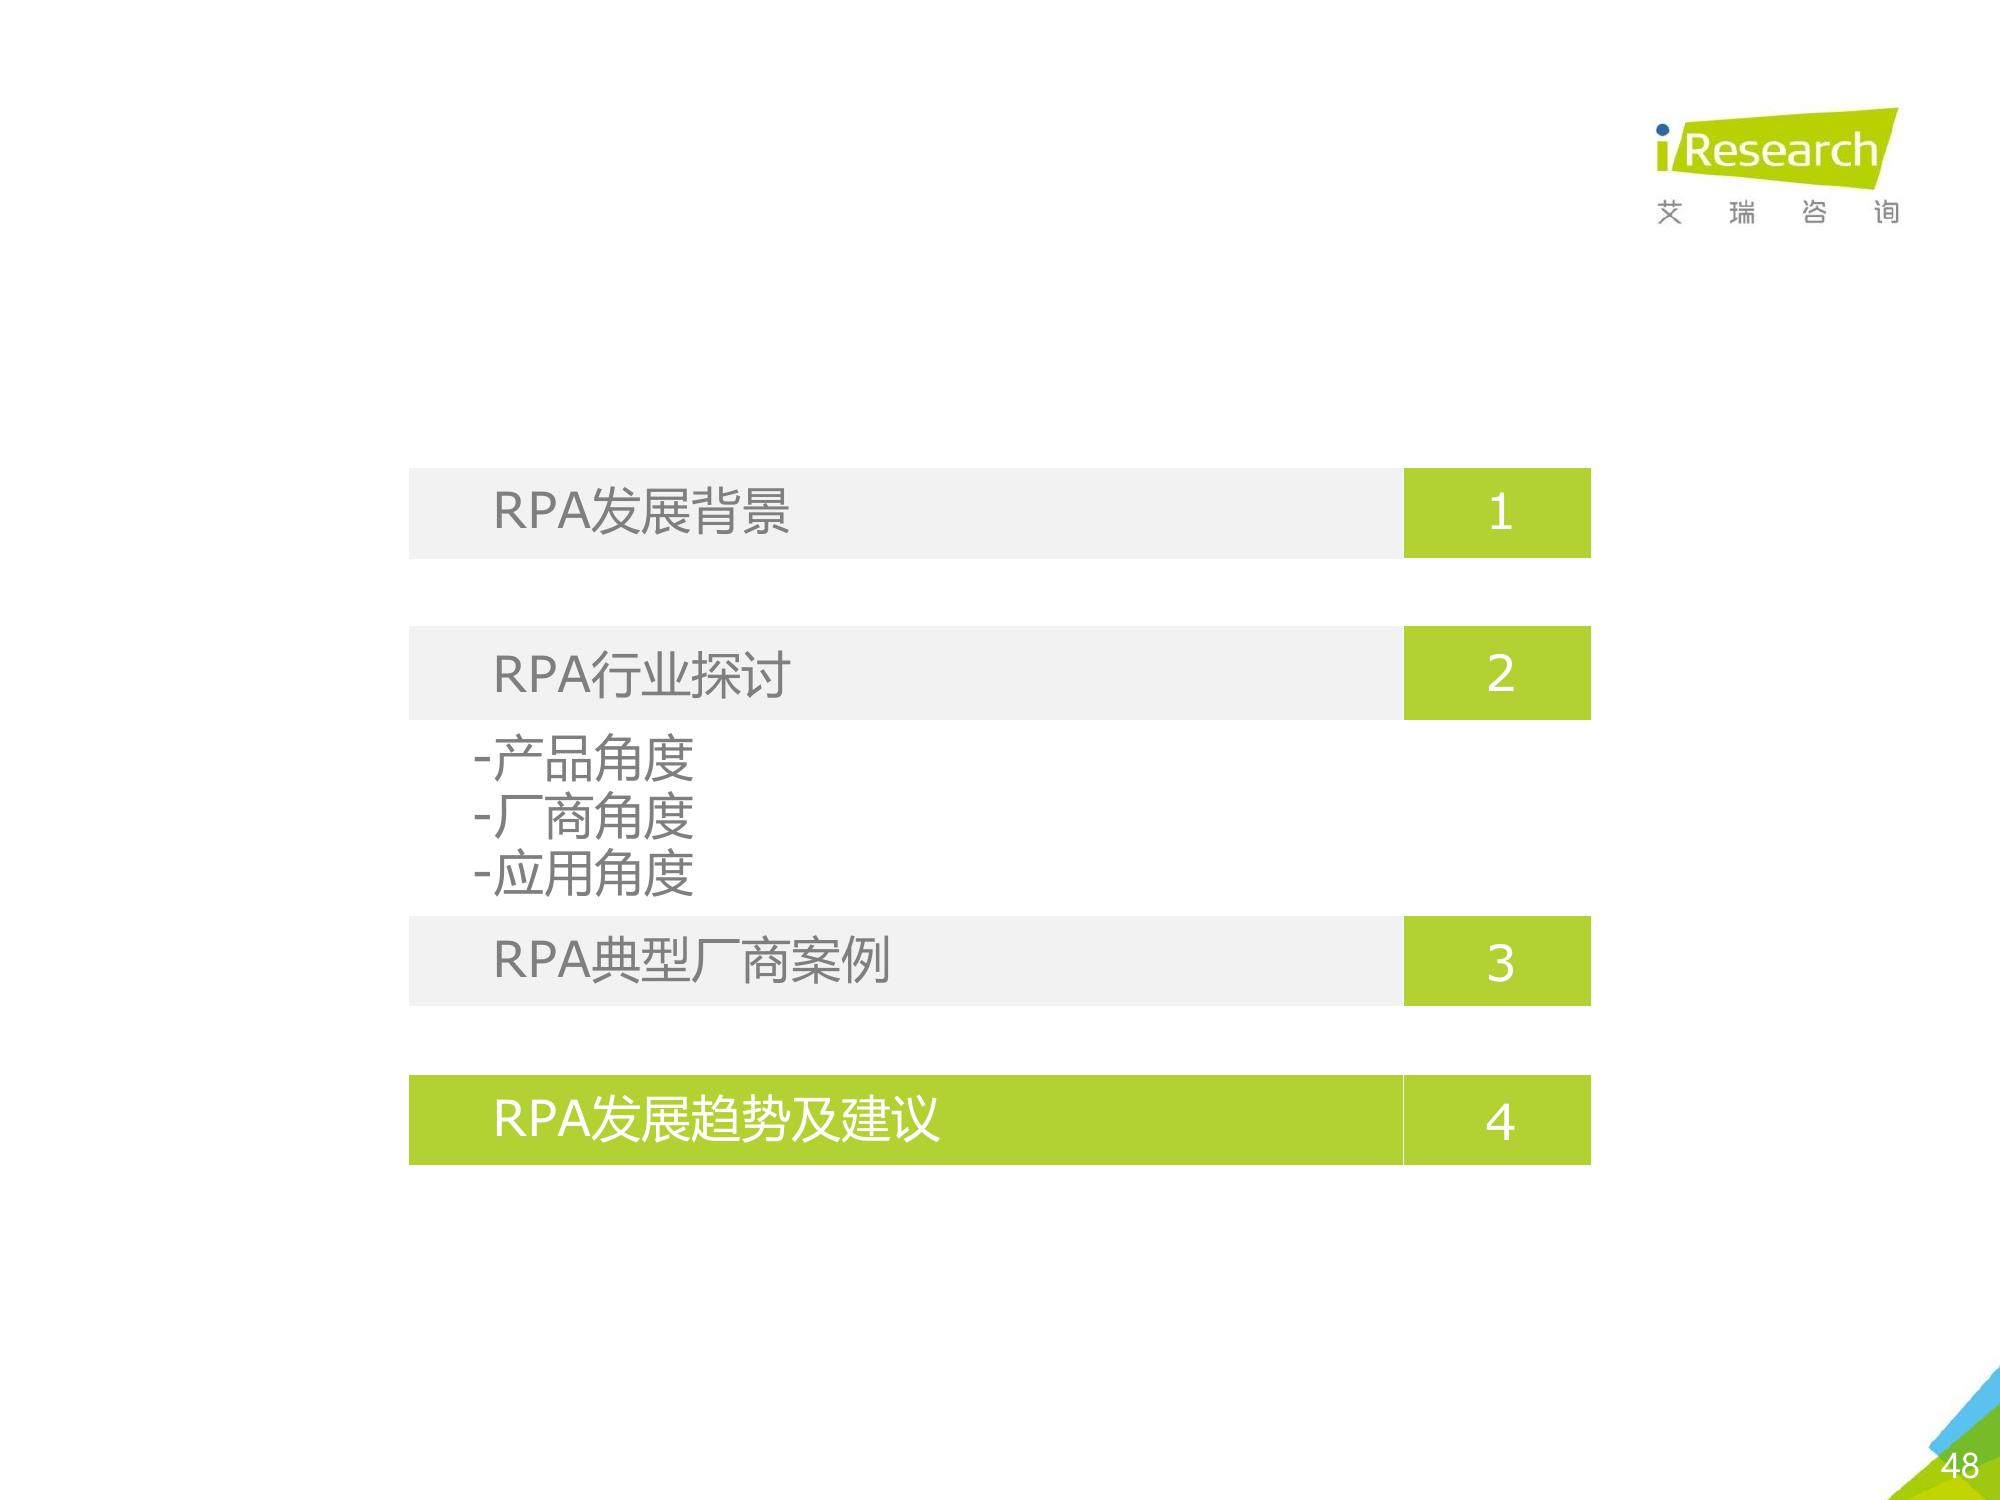 iResearch
艾瑞咨询
RPA发展背景 1
RPA行业探讨 2
-产品角度
-厂商角度
-应用角度
RPA典型厂商案例 3
RPA发展趋势及建议 4
48